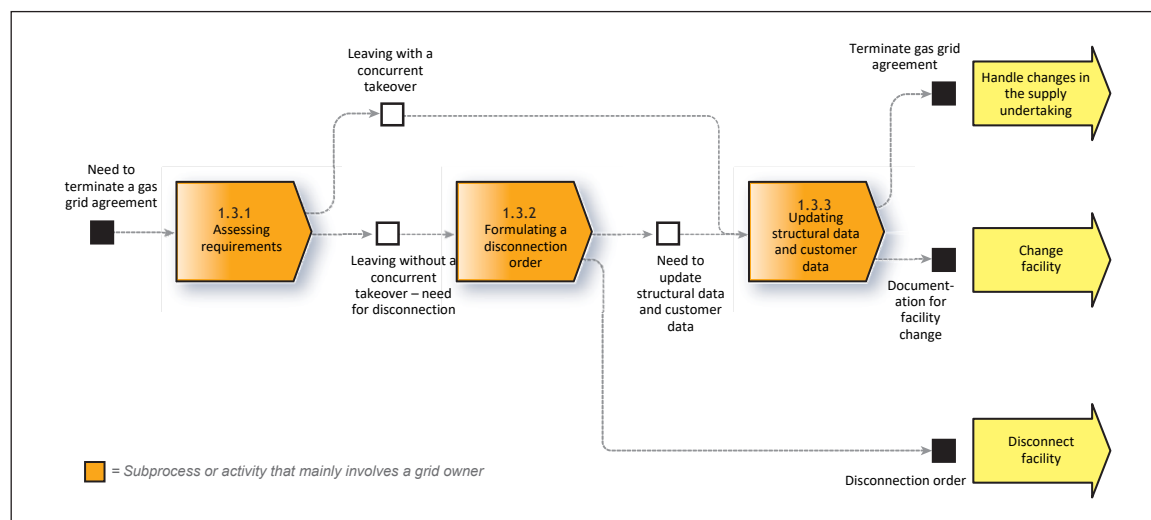 Leaving with a
concurrent
takeover
Terminate gas grid
agreement
Handle changes in
the supply
undertaking
Need to
terminate a gas
grid agreement
1.3.1
Assessing
requirements
1.3.2
Formulating a
disconnection
order
1.3.3
Updating
structural data
and customer
data
Leaving without a
concurrent
takeover – need
for disconnection
Need to
update
structural data
and customer
data
Document-
ation for
facility
change
Change
facility
Disconnect
facility
Disconnection order
= Subprocess or activity that mainly involves a grid owner